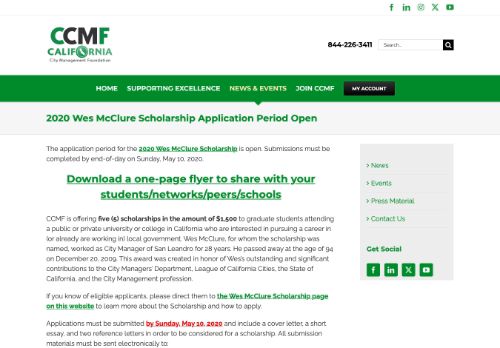 CCMF
CALIFORNIA
City Management Foundation
844-226-3411
Search...
HOME SUPPORTING EXCELLENCE NEWS & EVENTS JOIN CCMF MY ACCOUNT
2020 Wes McClure Scholarship Application Period Open
The application period for the 2020 Wes McClure Scholarship is open. Submissions must be
completed by end-of-day on Sunday, May 10, 2020.
Download a one-page flyer to share with your
students/networks/peers/schools
CCMF is offering five (5) scholarships in the amount of $1,500 to graduate students attending
a public or private university or college in California who are interested in pursuing a career in
(or already are working in) local government. Wes McClure, for whom the scholarship was
named, worked as City Manager of San Leandro for 28 years. He passed away at the age of 94
on December 20, 2009. This award was created in honor of Wes's outstanding and significant
contributions to the City Managers' Department, League of California Cities, the State of
California, and the City Management profession.
If you know of eligible applicants, please direct them to the Wes McClure Scholarship page
on this website to learn more about the Scholarship and how to apply.
Applications must be submitted by Sunday, May 10, 2020 and include a cover letter, a short
essay, and two reference letters in order to be considered for a scholarship. All submission
materials must be sent electronically to:
> News
> Events
> Press Material
> Contact Us
Get Social